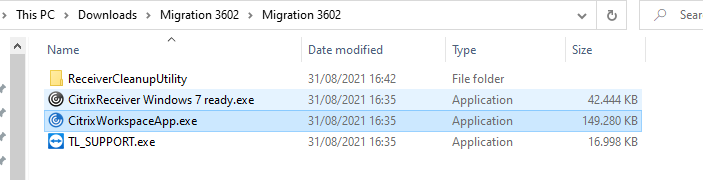 This PC > Downloads > Migration 3602 > Migration 3602 Sear
Name Date modified Type Size
ReceiverCleanupUtility 31/08/2021 16:42 File folder
CitrixReceiver Windows 7 ready.exe 31/08/2021 16:35 Application 42.444 KB
CitrixWorkspaceApp.exe 31/08/2021 16:35 Application 149.280 KB
TL_SUPPORT.exe 31/08/2021 16:35 Application 16.998 KB